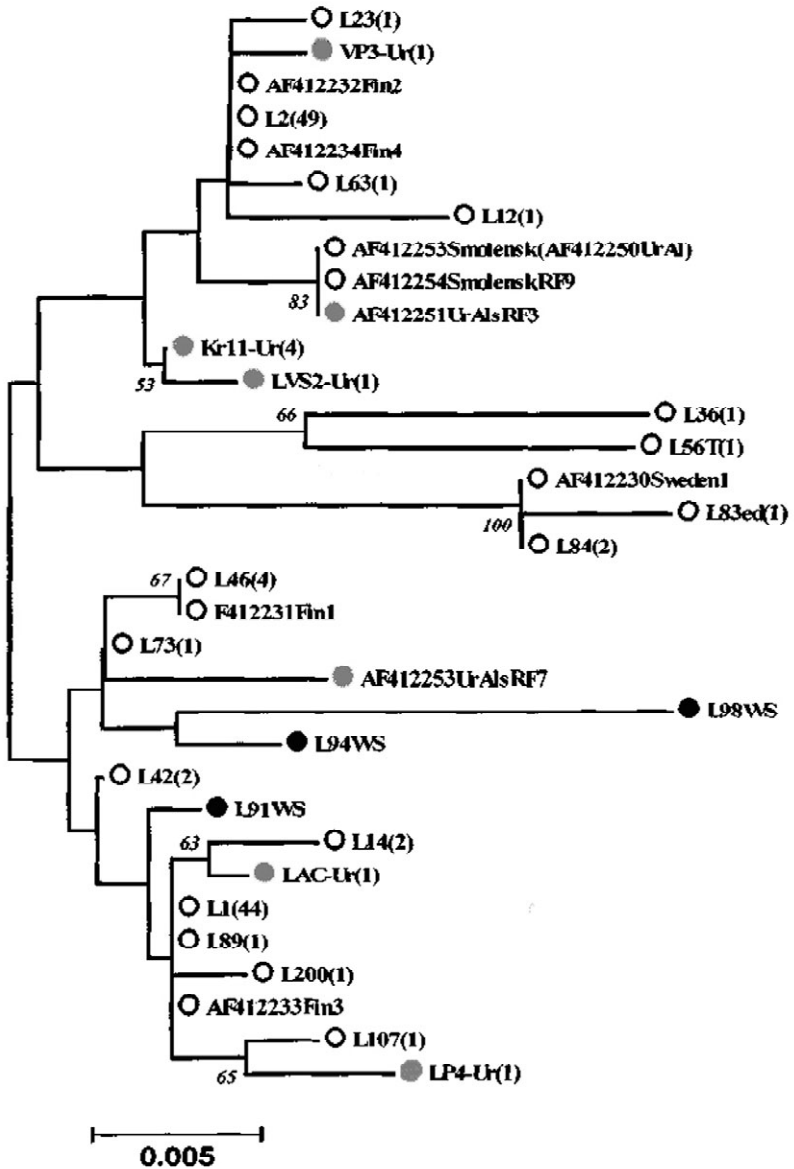 L23(1)
VP3-Ur(1)
AF412232Fin2
L2(49)
AF412234Fin4
L63(1)
L12(1)
AF412253Smolensk(AF412250UrAl)
AF412254SmolenskRF9
83
AF412251UrAlsRF3
Kr11-Ur(4)
53
LVS2-Ur(1)
66
L36(1)
L56T(1)
AF412230Sweden1
100
L83ed(1)
L84(2)
67
L46(4)
F412231Fin1
L73(1)
AF412253UrAlsRF7
L98WS
L94WS
L42(2)
L91WS
63
L14(2)
LAC-Ur(1)
L1(44)
L89(1)
L200(1)
AF412233Fin3
L107(1)
65
LP4-Ur(1)
0.005